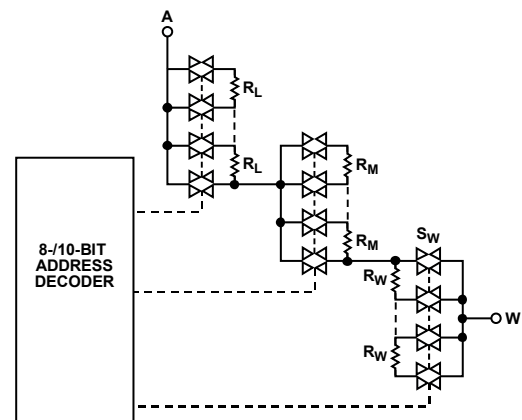 A
R_L
R_L
R_M
R_M
S_W
R_W
R_W
W
8-/10-BIT
ADDRESS
DECODER